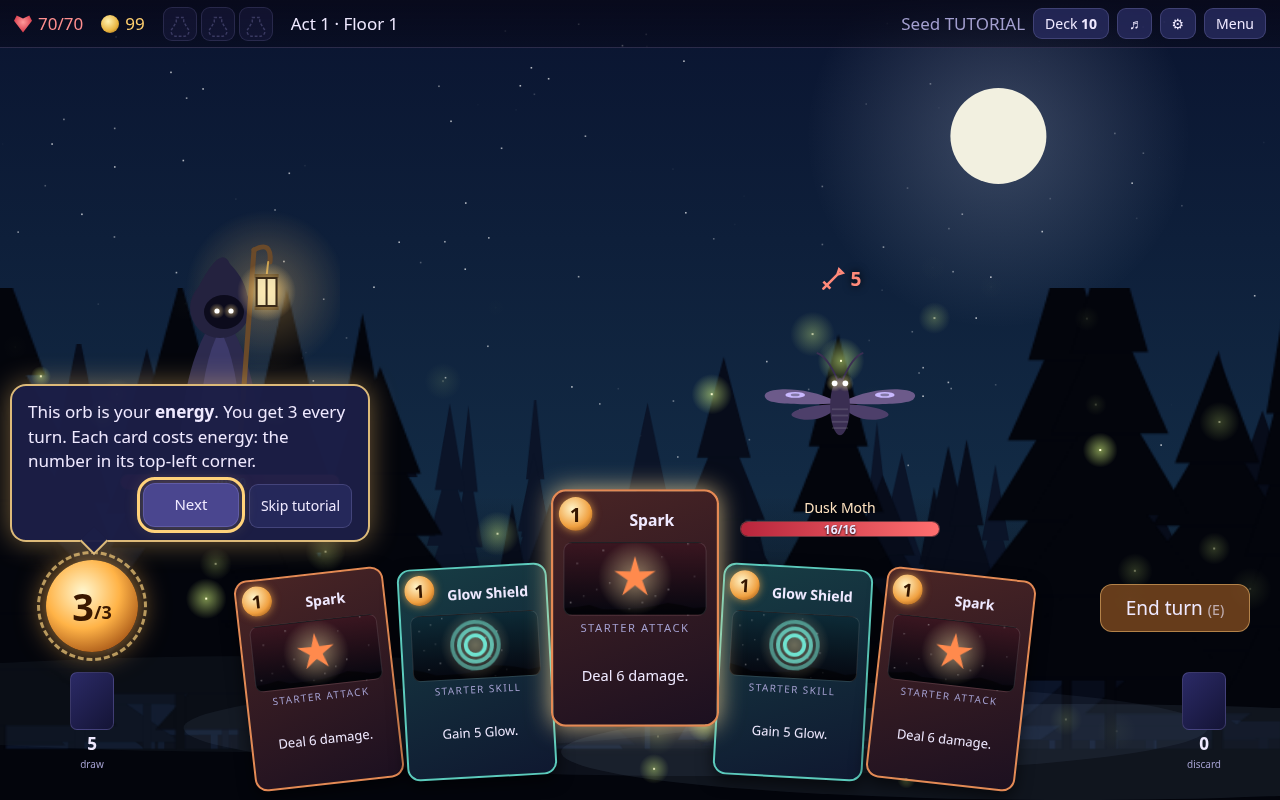 70/70 99 Act 1 · Floor 1 Seed TUTORIAL Deck 10 ♬ ⚙ Menu
5
This orb is your energy. You get 3 every
turn. Each card costs energy: the
number in its top-left corner.
Next Skip tutorial
Dusk Moth
16/16
3/3
1 Spark
STARTER ATTACK
Deal 6 damage.
1 Glow Shield
STARTER SKILL
Gain 5 Glow.
1 Spark
STARTER ATTACK
Deal 6 damage.
1 Glow Shield
STARTER SKILL
Gain 5 Glow.
1 Spark
STARTER ATTACK
Deal 6 damage.
End turn (E)
5
draw
0
discard